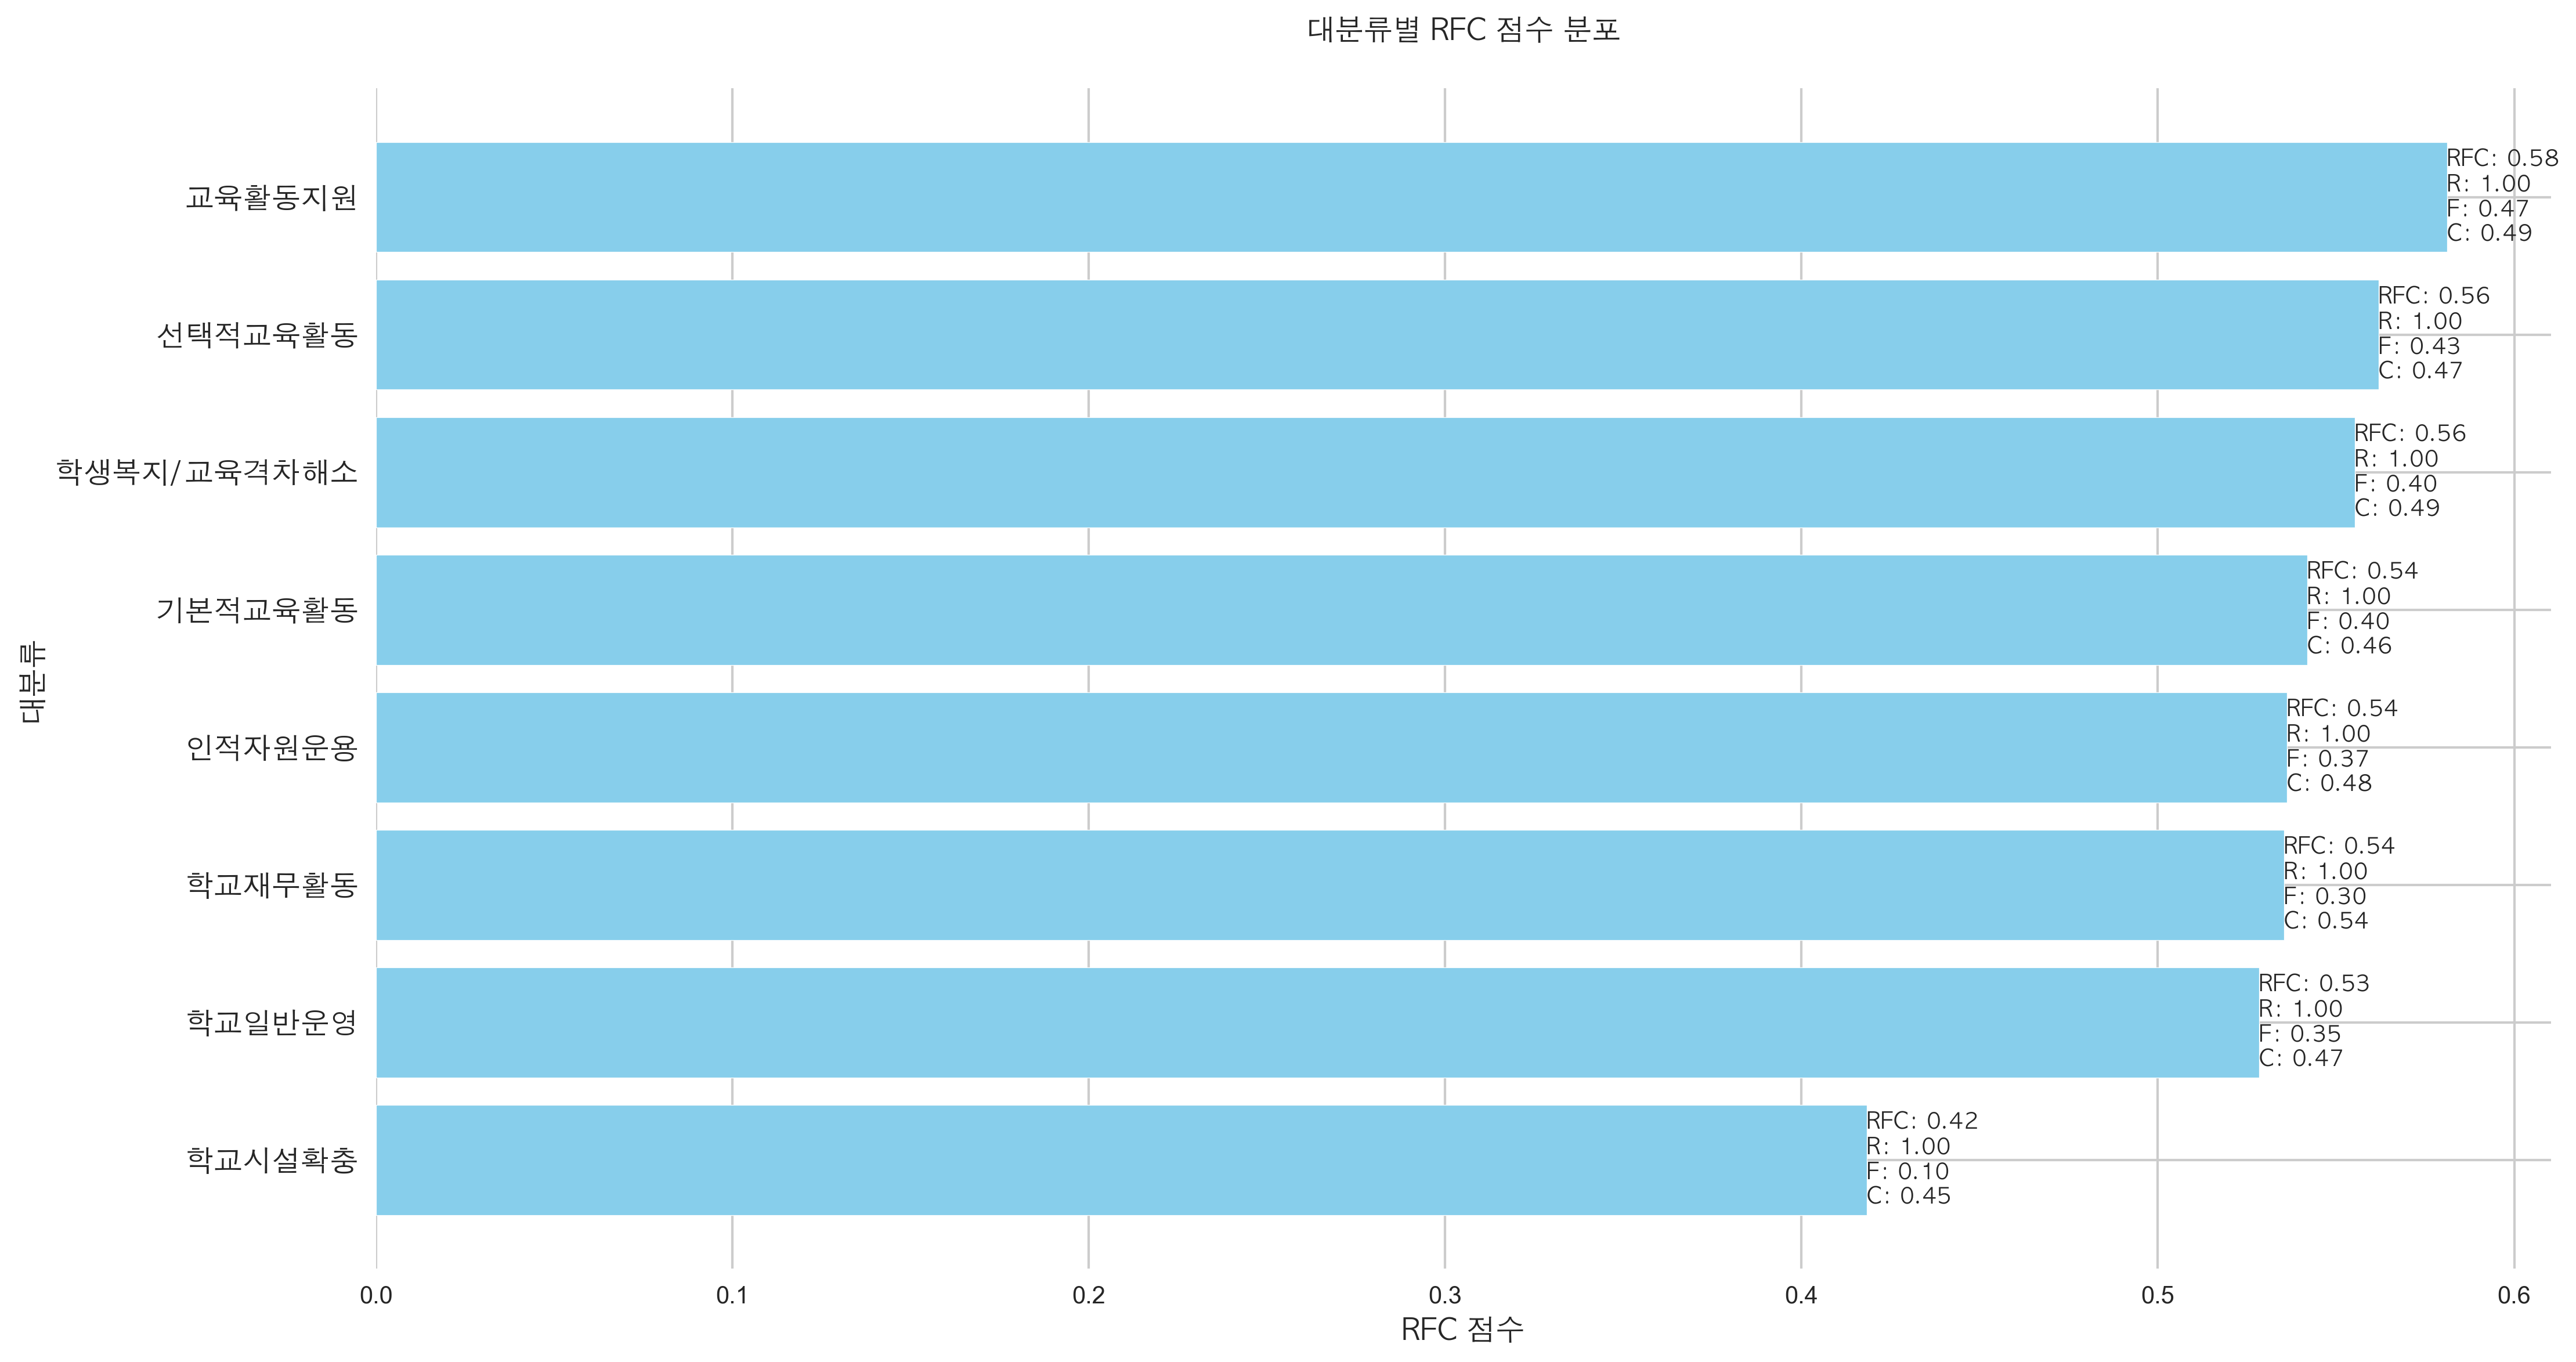 대분류별 RFC 점수 분포
대분류
교육활동지원
RFC: 0.58
R: 1.00
F: 0.47
C: 0.49
선택적교육활동
RFC: 0.56
R: 1.00
F: 0.43
C: 0.47
학생복지/교육격차해소
RFC: 0.56
R: 1.00
F: 0.40
C: 0.49
기본적교육활동
RFC: 0.54
R: 1.00
F: 0.40
C: 0.46
인적자원운용
RFC: 0.54
R: 1.00
F: 0.37
C: 0.48
학교재무활동
RFC: 0.54
R: 1.00
F: 0.30
C: 0.54
학교일반운영
RFC: 0.53
R: 1.00
F: 0.35
C: 0.47
학교시설확충
RFC: 0.42
R: 1.00
F: 0.10
C: 0.45
0.0 0.1 0.2 0.3 0.4 0.5 0.6
RFC 점수